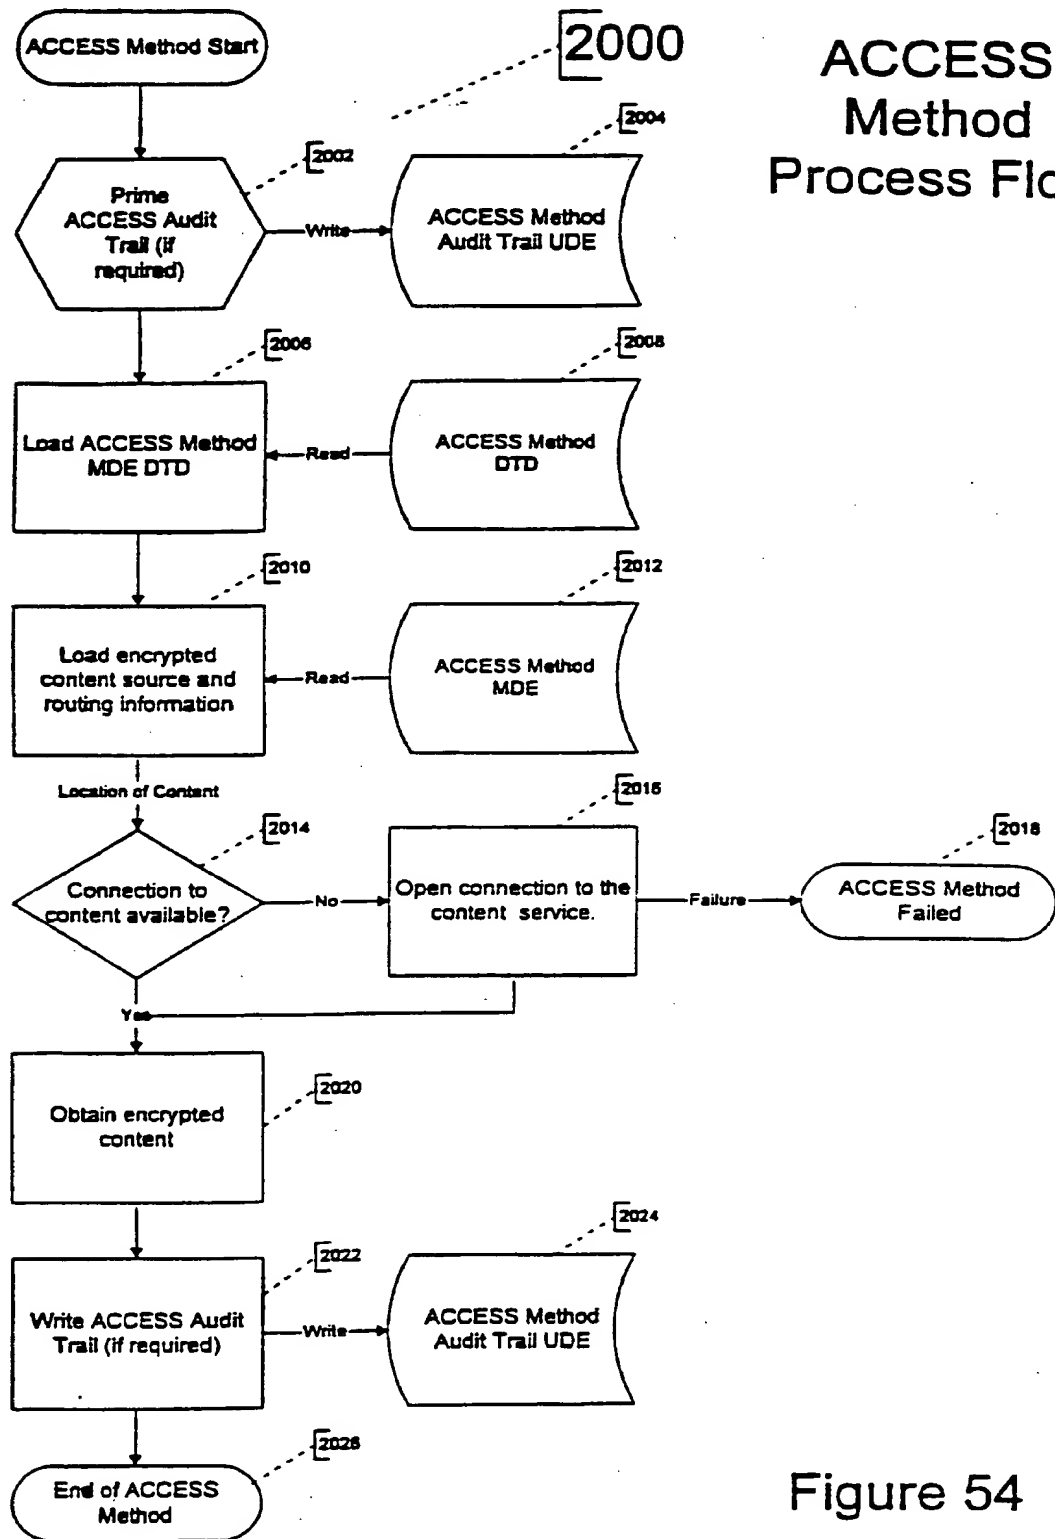 ACCESS Method Start
2000
ACCESS
Method
Process Flo
2002
2004
Prime
ACCESS Audit
Trail (if
required)
Write
ACCESS Method
Audit Trail UDE
2006
2008
Load ACCESS Method
MDE DTD
Read
ACCESS Method
DTD
2010
2012
Load encrypted
content source and
routing information
Read
ACCESS Method
MDE
Location of Content
2014
2016
2018
Connection to
content available?
No
Open connection to the
content service.
Failure
ACCESS Method
Failed
Yes
2020
Obtain encrypted
content
2022
2024
Write ACCESS Audit
Trail (if required)
Write
ACCESS Method
Audit Trail UDE
2026
End of ACCESS
Method
Figure 54